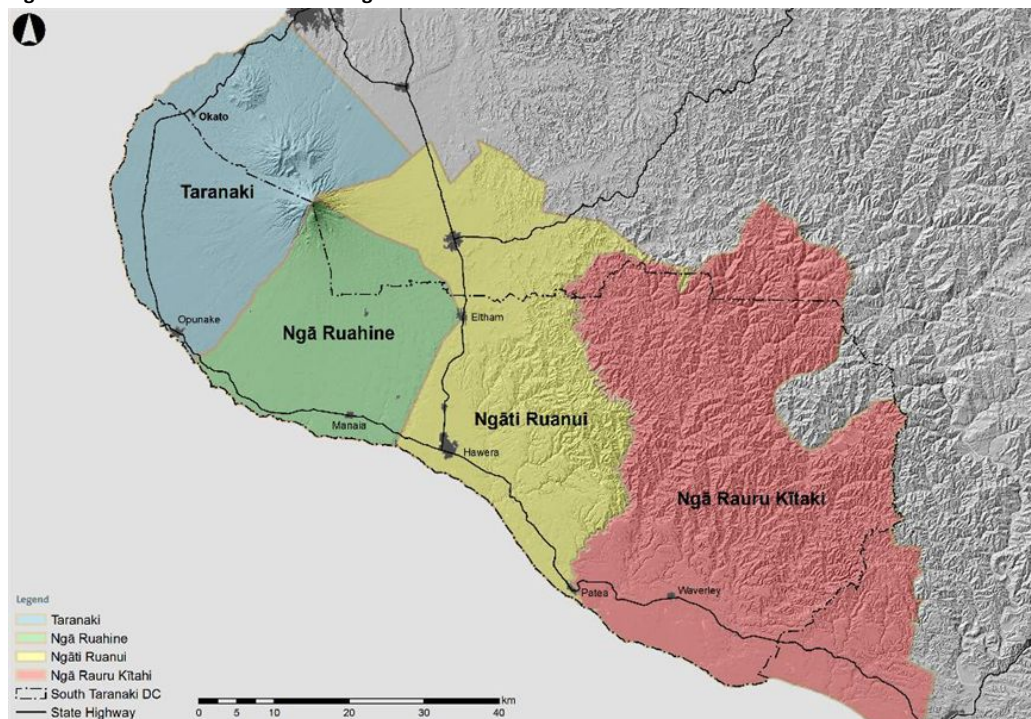 Okato
Taranaki
Opunake
Ngā Ruahine
Eltham
Manaia
Ngāti Ruanui
Hawera
Ngā Rauru Kītaki
Patea
Waverley
Legend
Taranaki
Ngā Ruahine
Ngāti Ruanui
Ngā Rauru Kītahi
South Taranaki DC
State Highway
km
0 5 10 20 30 40